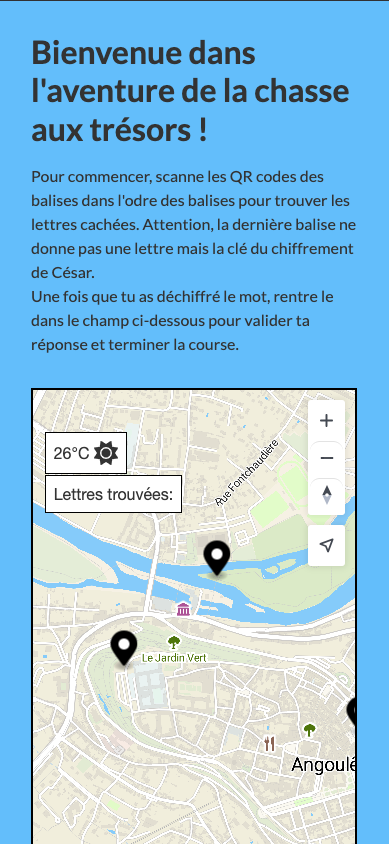 Bienvenue dans
l'aventure de la chasse
aux trésors !
Pour commencer, scanne les QR codes des
balises dans l'odre des balises pour trouver les
lettres cachées. Attention, la dernière balise ne
donne pas une lettre mais la clé du chiffrement
de César.
Une fois que tu as déchiffré le mot, rentre le
dans le champ ci-dessous pour valider ta
réponse et terminer la course.
26°C
Lettres trouvées:
Rue Fontchaudière
Le Jardin Vert
Angoulê